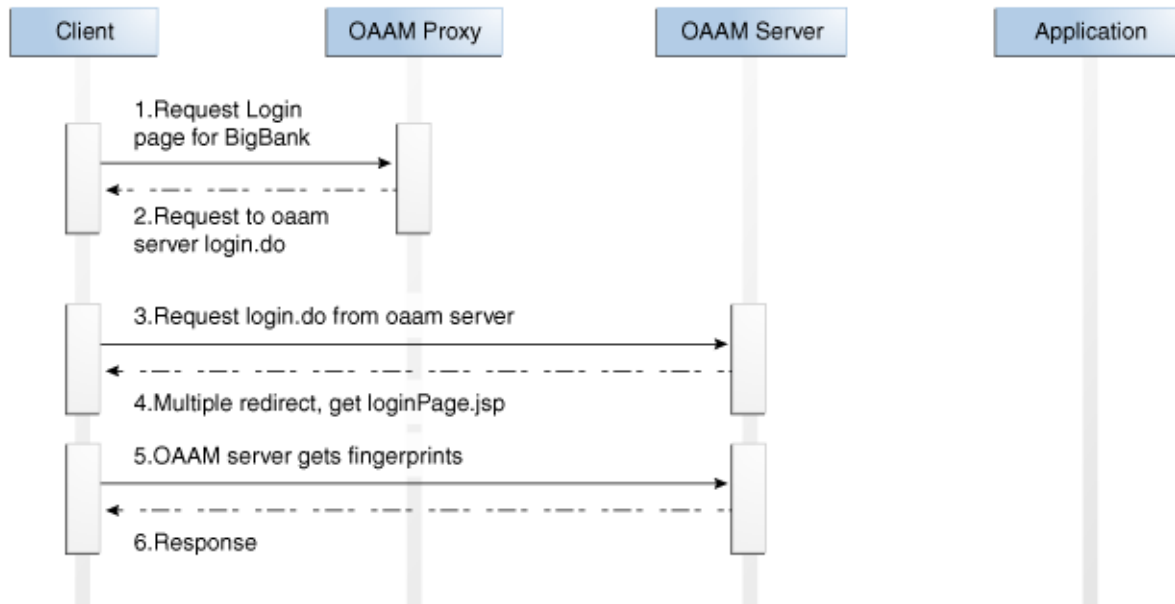 Client
OAAM Proxy
OAAM Server
Application
1.Request Login
page for BigBank
2.Request to oaam
server login.do
3.Request login.do from oaam server
4.Multiple redirect, get loginPage.jsp
5.OAAM server gets fingerprints
6.Response